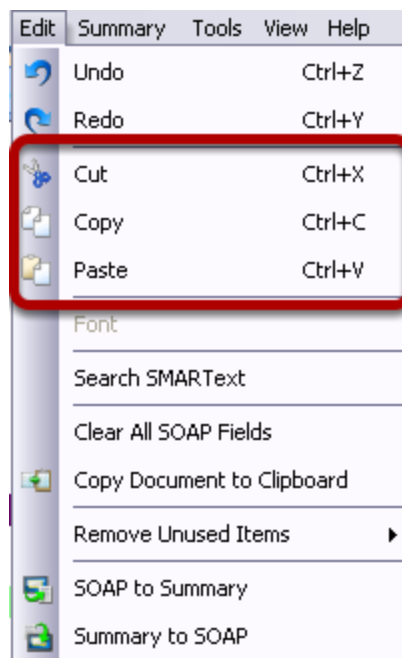 Edit Summary Tools View Help
Undo Ctrl+Z
Redo Ctrl+Y
Cut Ctrl+X
Copy Ctrl+C
Paste Ctrl+V
Font
Search SMARText
Clear All SOAP Fields
Copy Document to Clipboard
Remove Unused Items
SOAP to Summary
Summary to SOAP